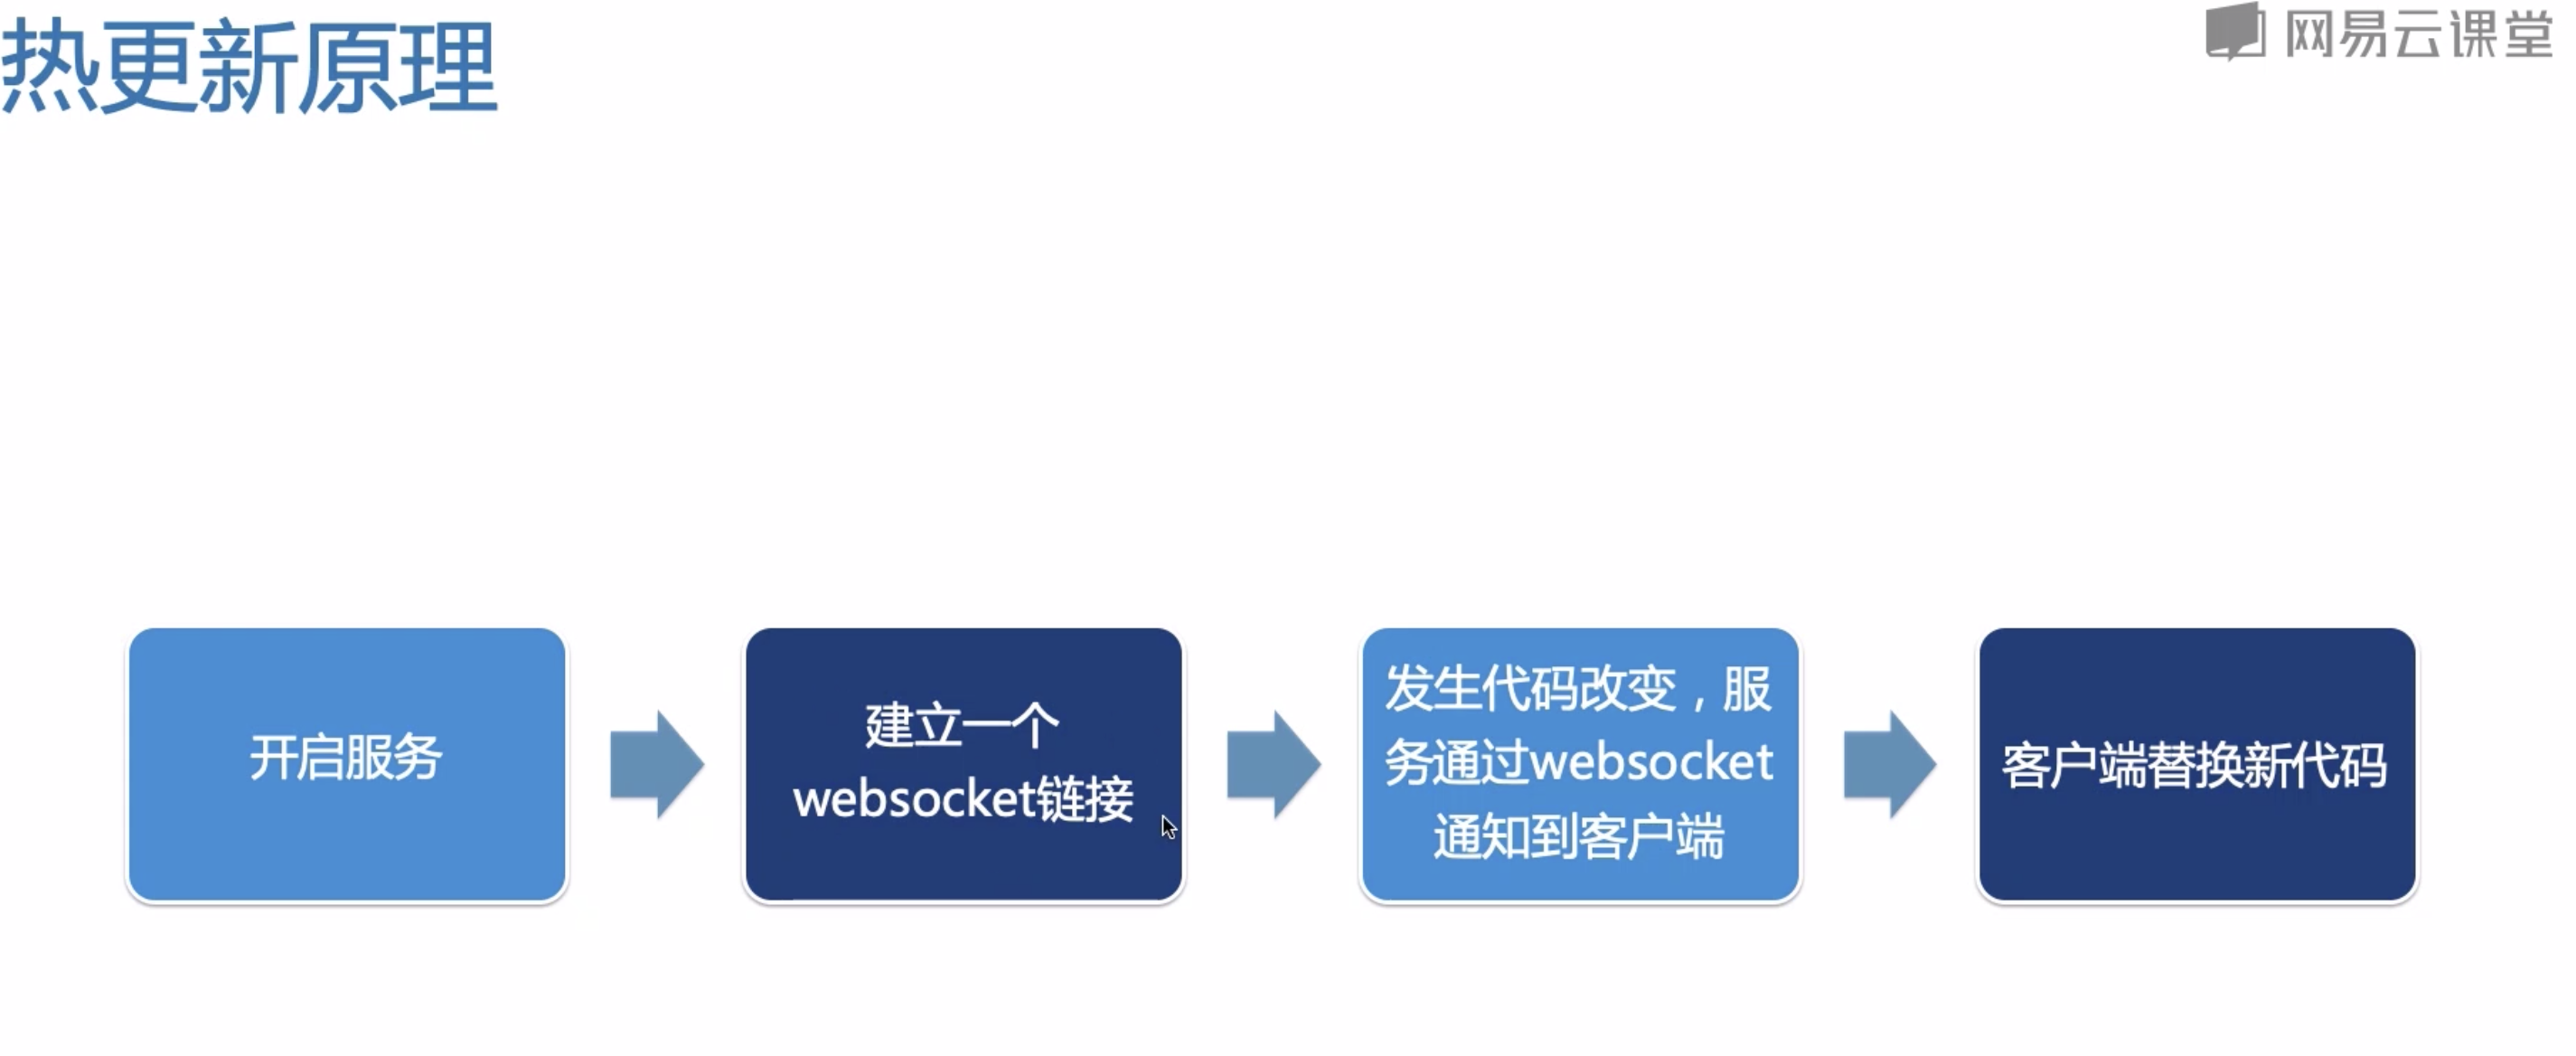 热更新原理
网易云课堂
开启服务
建立一个
websocket链接
发生代码改变，服
务通过websocket
通知到客户端
客户端替换新代码